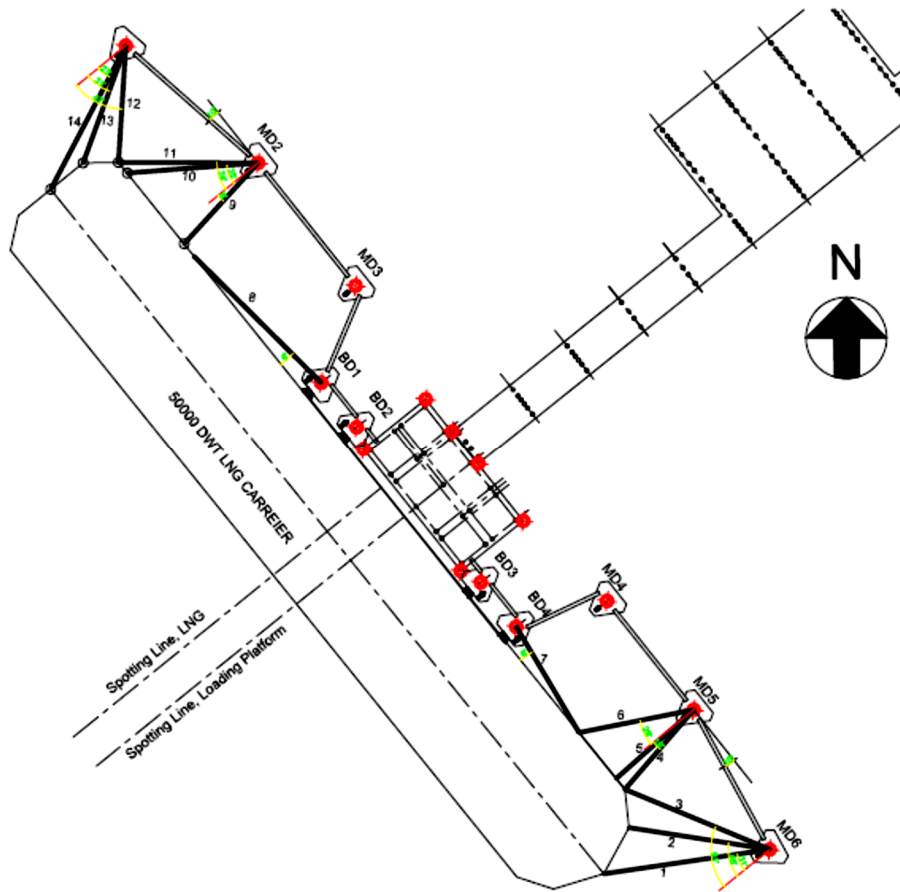 12
14
13
11
MD2
10
9
MD3
N
8
BD1
BD2
50000 DWT LNG CARREIER
BD3
MD4
BD4
Spotting Line, LNG
7
Spotting Line, Loading Platform
MD5
6
5
4
3
MD6
2
1